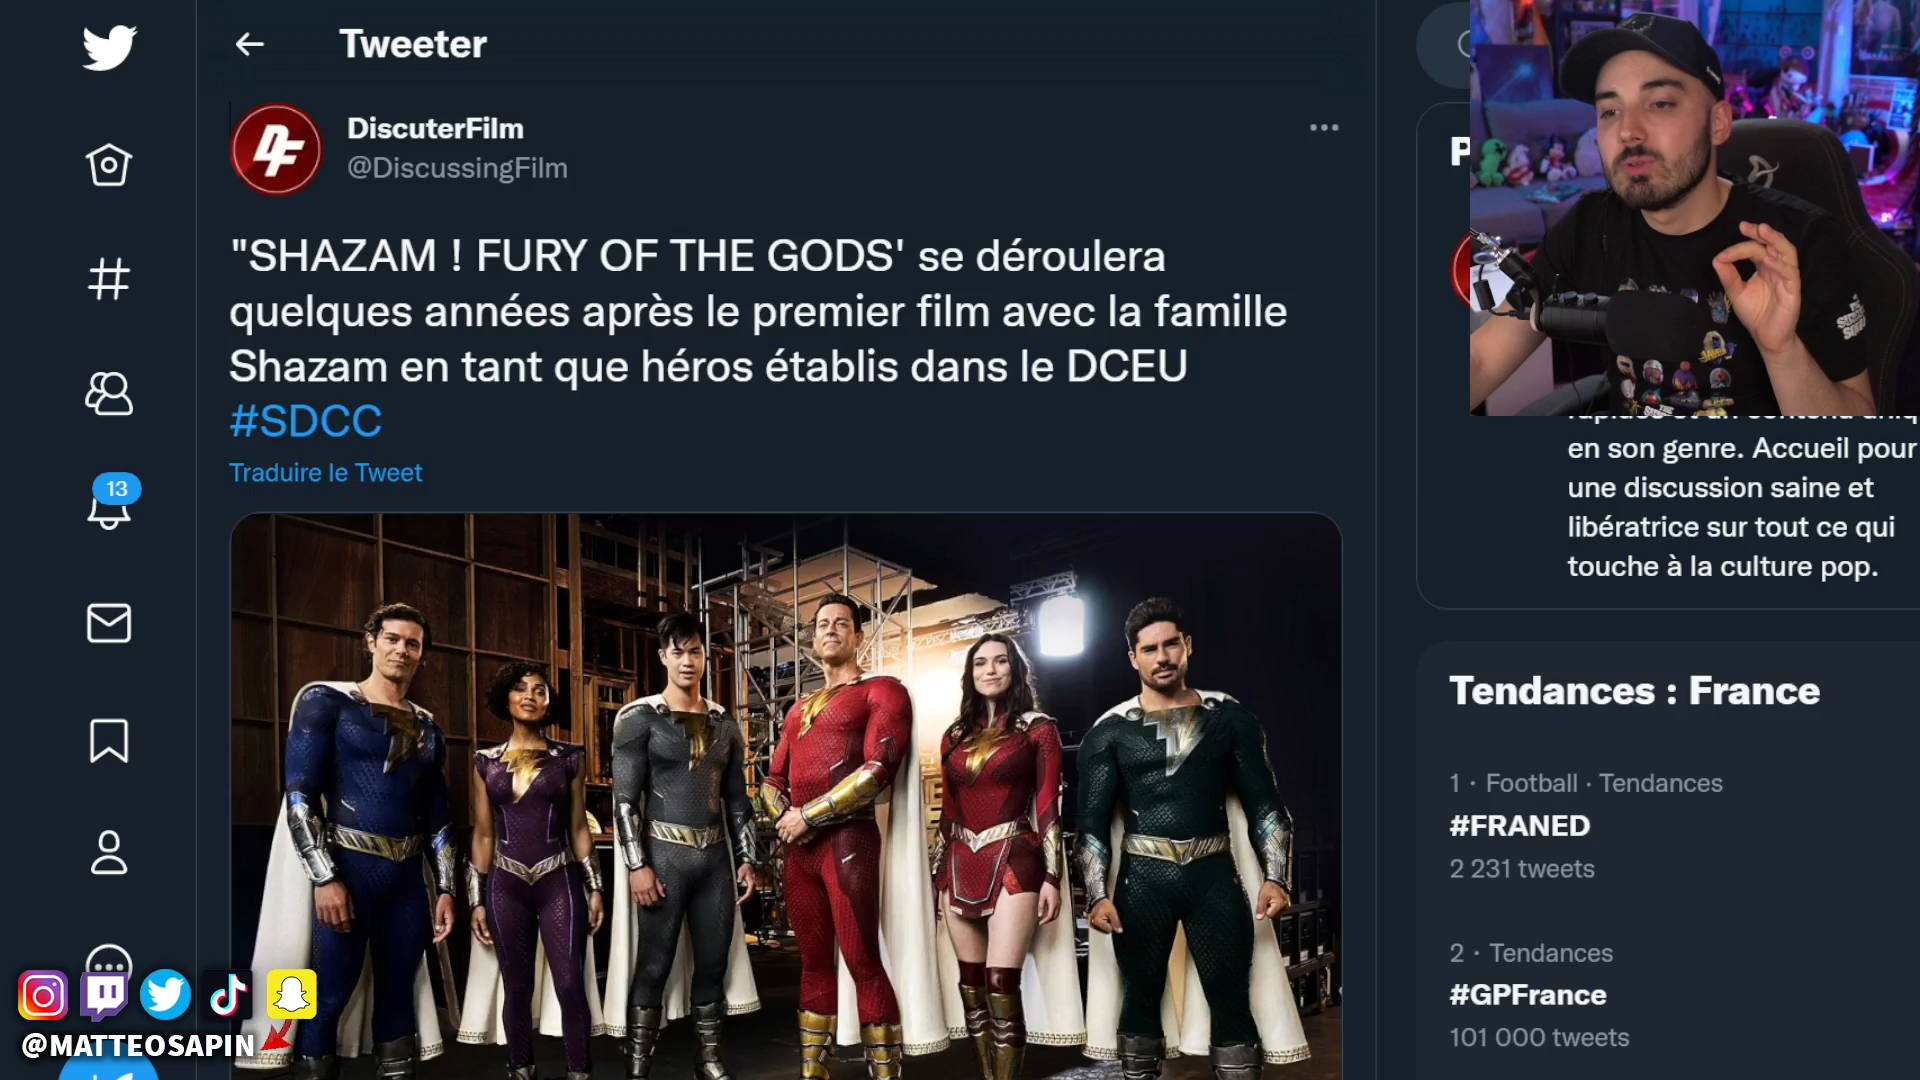 Tweeter
DF
DiscuterFilm
@DiscussingFilm
"SHAZAM ! FURY OF THE GODS' se déroulera
quelques années après le premier film avec la famille
Shazam en tant que héros établis dans le DCEU
#SDCC
Traduire le Tweet
13
en son genre. Accueil pour
une discussion saine et
libératrice sur tout ce qui
touche à la culture pop.
Tendances : France
1 · Football · Tendances
#FRANED
2 231 tweets
2 · Tendances
#GPFrance
101 000 tweets
@MATTEOSAPIN